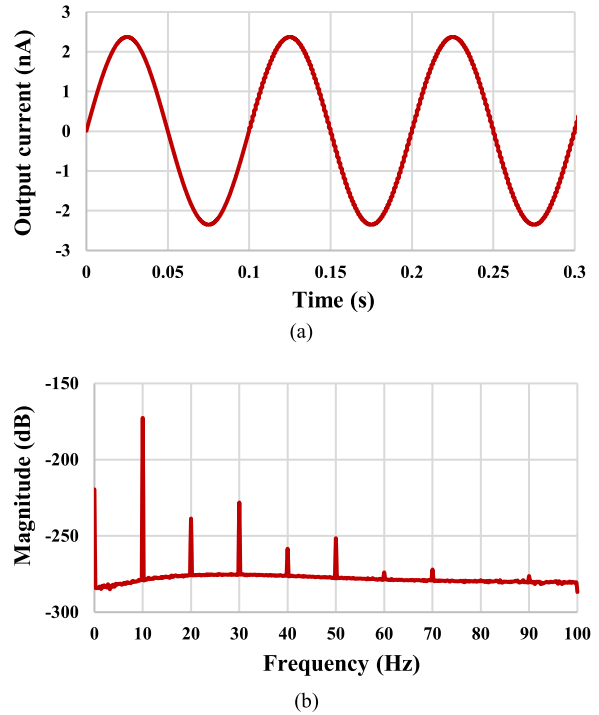 Output current (nA)
3
2
1
0
-1
-2
-3
0 0.05 0.1 0.15 0.2 0.25 0.3
Time (s)
(a)
Magnitude (dB)
-150
-200
-250
-300
0 10 20 30 40 50 60 70 80 90 100
Frequency (Hz)
(b)